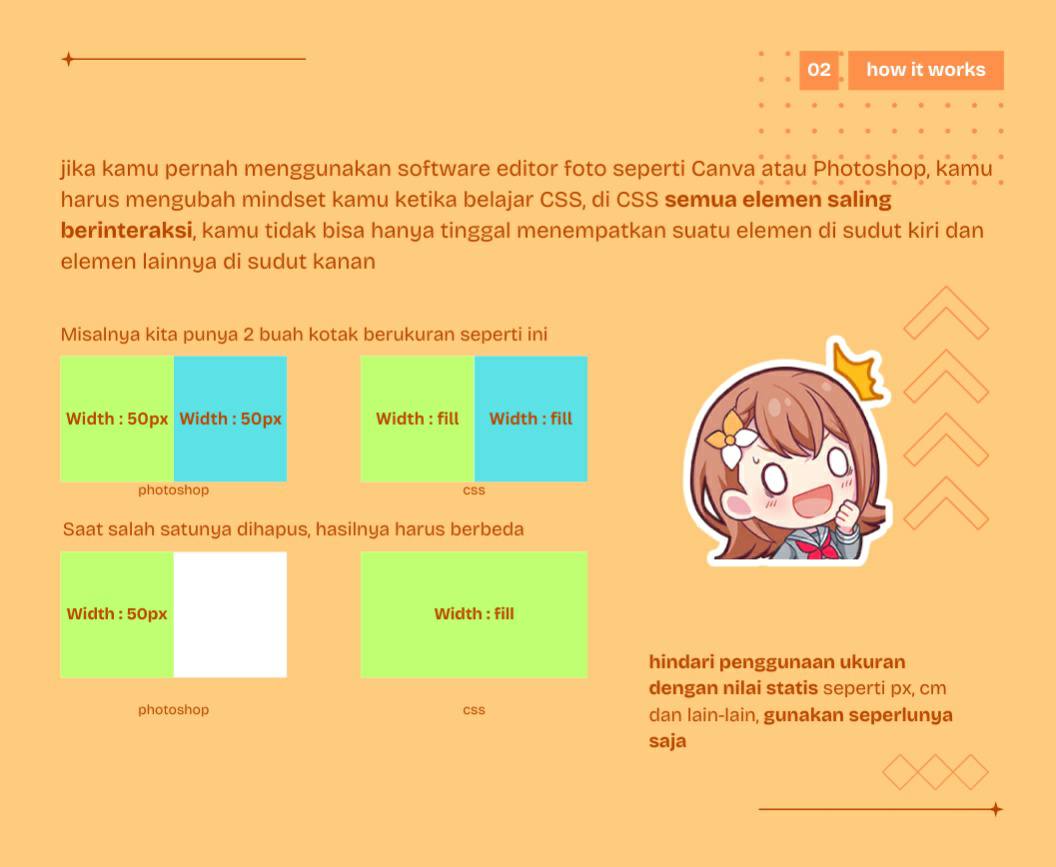 02 how it works
jika kamu pernah menggunakan software editor foto seperti Canva atau Photoshop, kamu
harus mengubah mindset kamu ketika belajar CSS, di CSS semua elemen saling
berinteraksi, kamu tidak bisa hanya tinggal menempatkan suatu elemen di sudut kiri dan
elemen lainnya di sudut kanan
Misalnya kita punya 2 buah kotak berukuran seperti ini
Width : 50px Width : 50px Width : fill Width : fill
photoshop css
Saat salah satunya dihapus, hasilnya harus berbeda
Width : 50px Width : fill
photoshop css
hindari penggunaan ukuran
dengan nilai statis seperti px, cm
dan lain-lain, gunakan seperlunya
saja